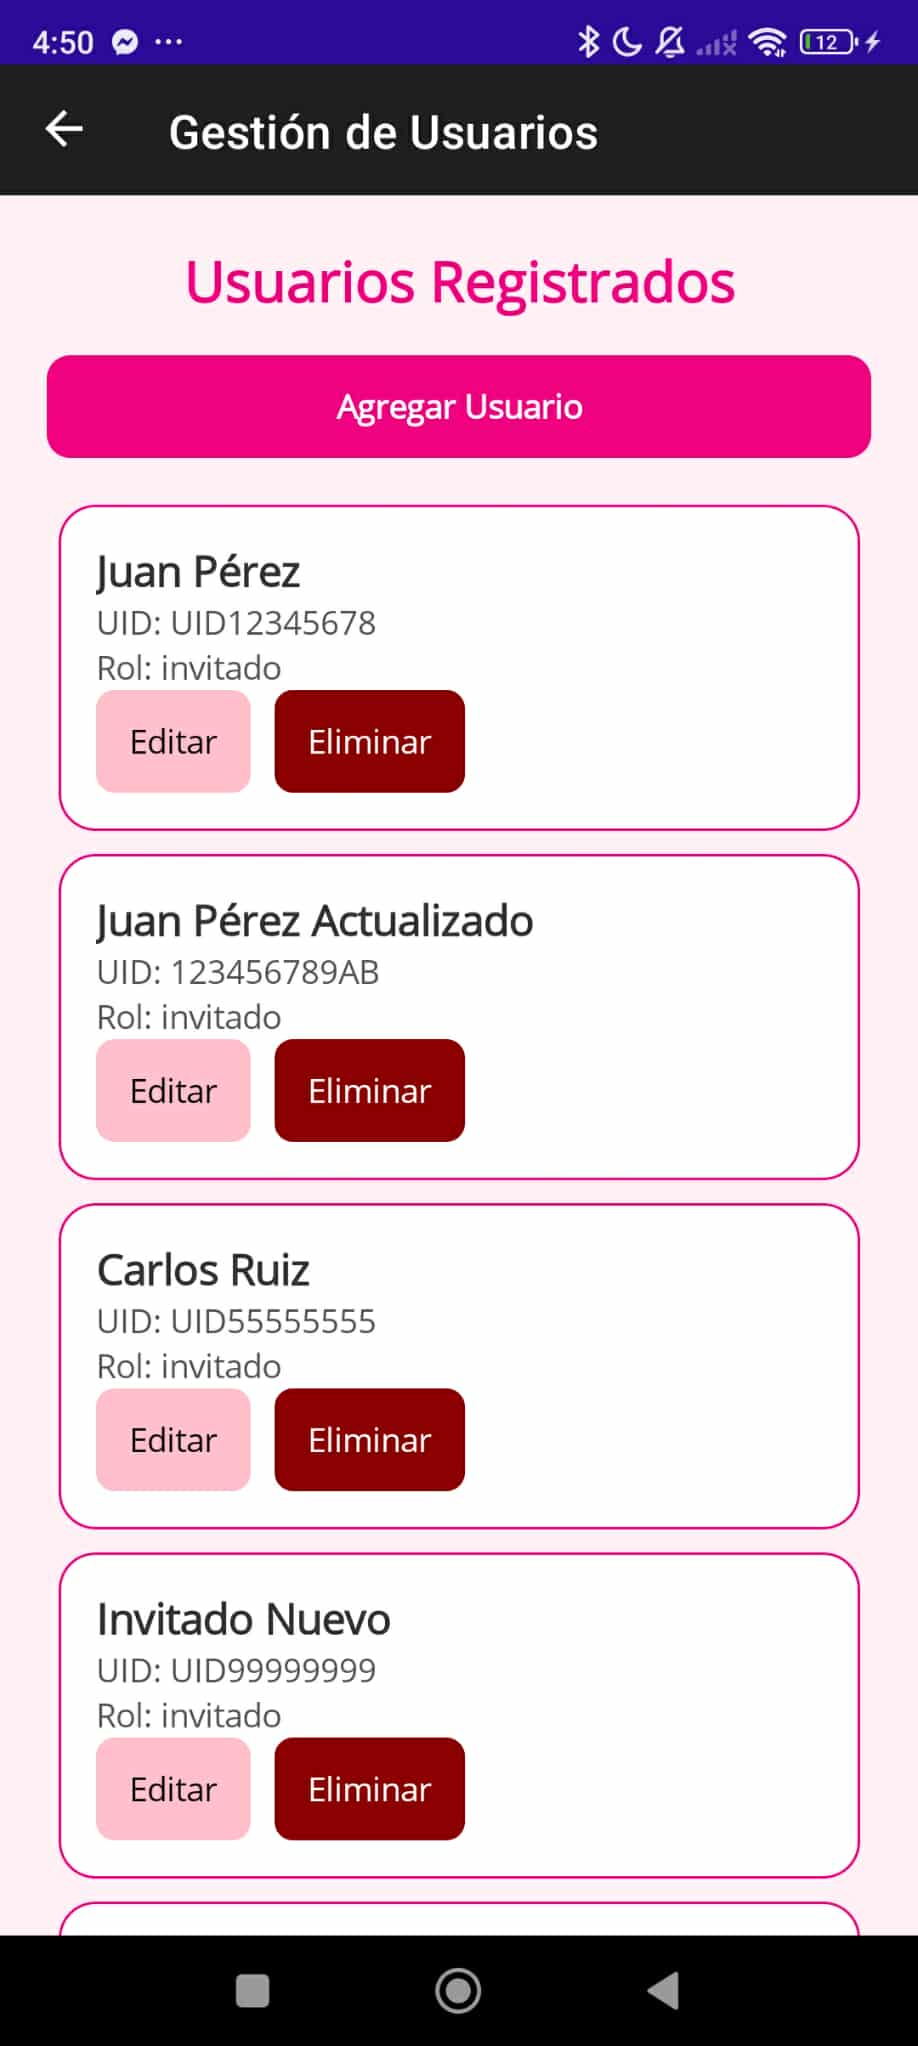 4:50
12
Gestión de Usuarios
Usuarios Registrados
Agregar Usuario
Juan Pérez
UID: UID12345678
Rol: invitado
Editar Eliminar
Juan Pérez Actualizado
UID: 123456789AB
Rol: invitado
Editar Eliminar
Carlos Ruiz
UID: UID55555555
Rol: invitado
Editar Eliminar
Invitado Nuevo
UID: UID99999999
Rol: invitado
Editar Eliminar